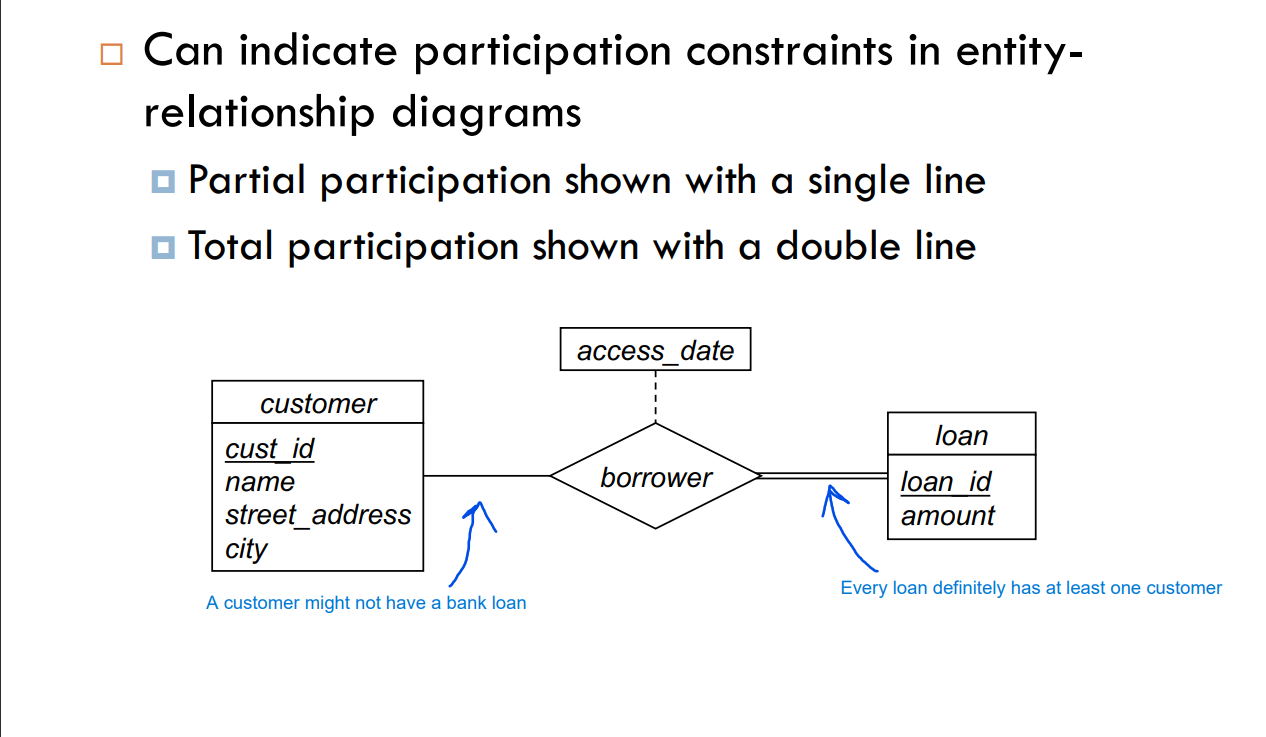 Can indicate participation constraints in entity-
relationship diagrams
Partial participation shown with a single line
Total participation shown with a double line
access_date
customer
cust_id
name
street_address
city
borrower
loan
loan_id
amount
A customer might not have a bank loan
Every loan definitely has at least one customer